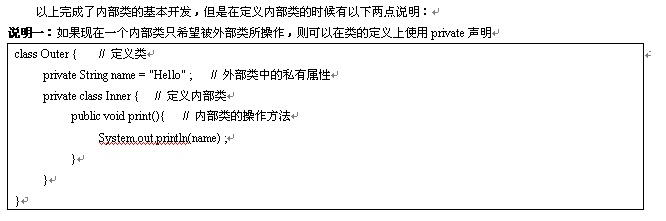 以上完成了内部类的基本开发，但是在定义内部类的时候有以下两点说明：
说明一：如果现在一个内部类只希望被外部类所操作，则可以在类的定义上使用 private 声明
class Outer {    // 定义类
private String name = "Hello" ;    // 外部类中的私有属性
private class Inner {    // 定义内部类
public void print(){    // 内部类的操作方法
System.out.println(name) ;
}
}
}